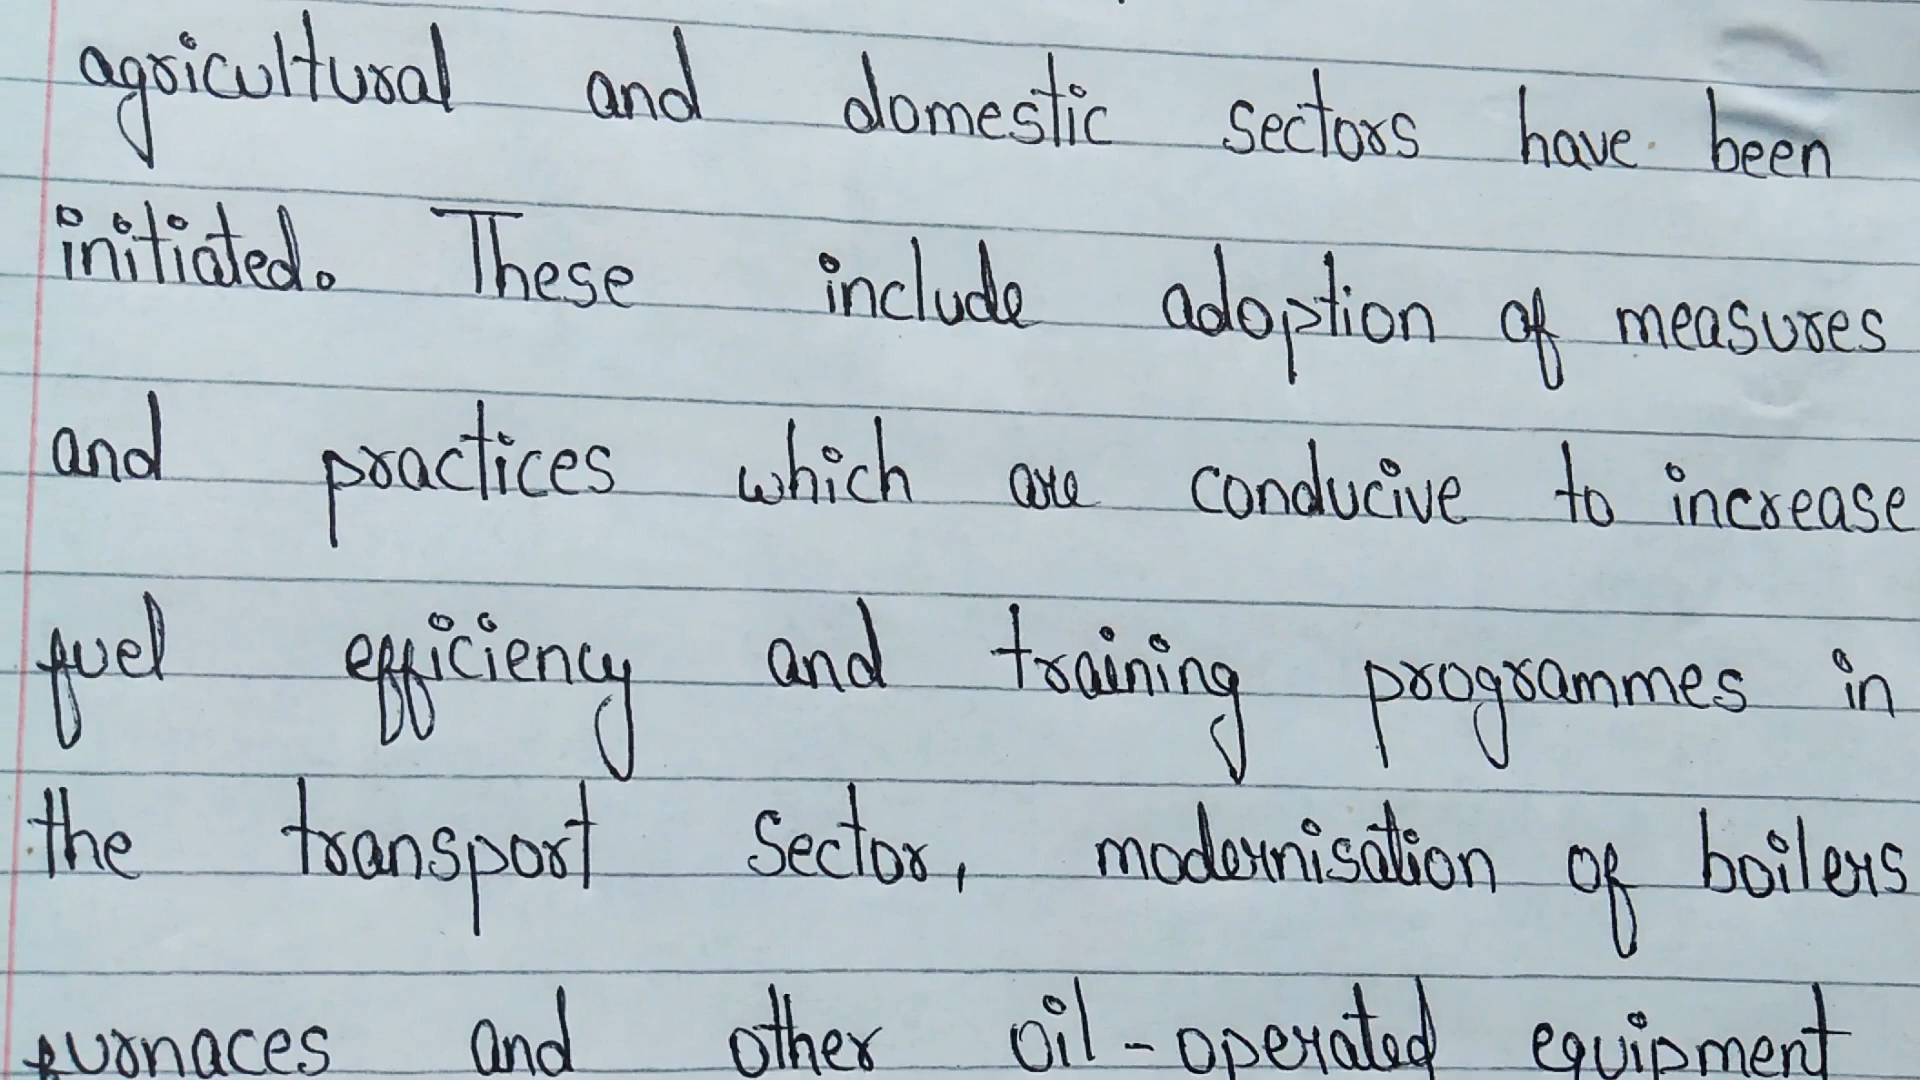 agricultural and domestic sectors have been
initiated. These include adoption of measures
and practices which are conducive to increase
fuel efficiency and training programmes in
the transport Sector, modernisation of boilers
furnaces and other oil-operated equipment